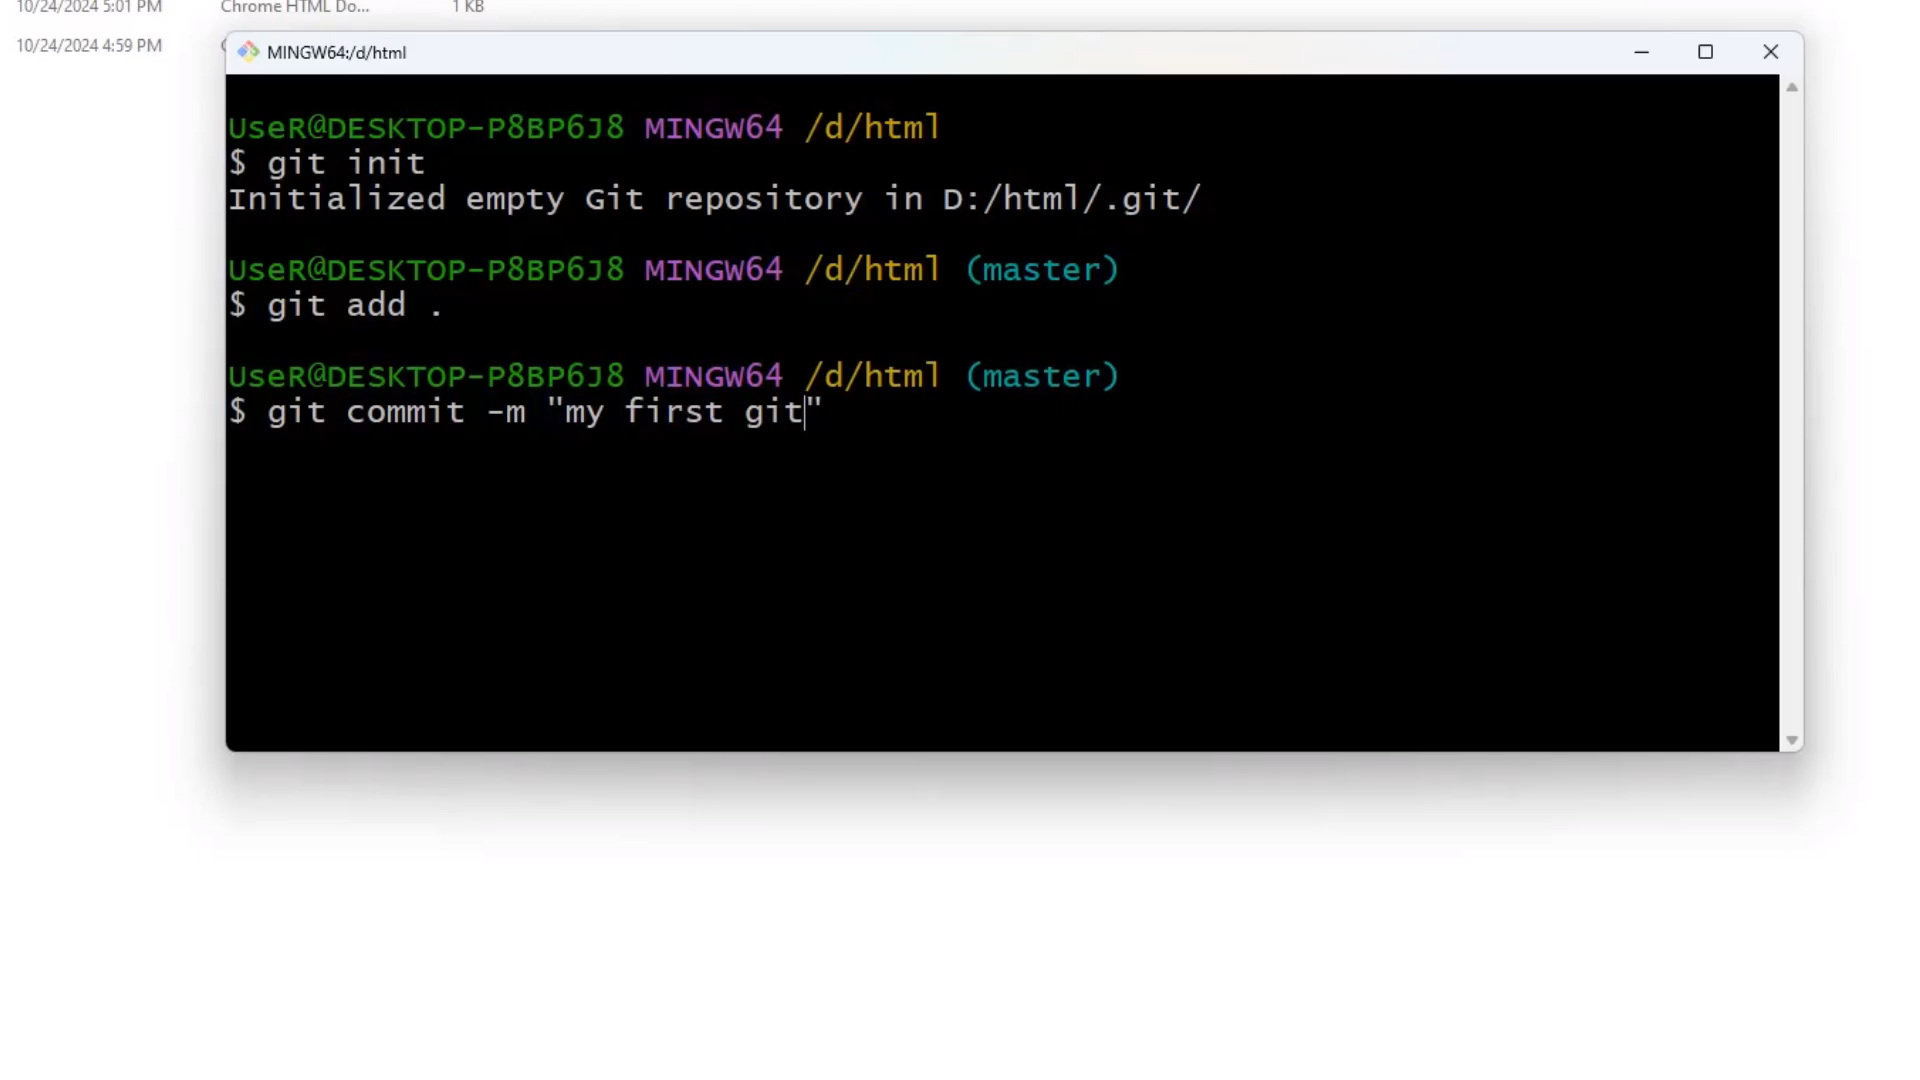 10/24/2024 5:01 PM Chrome HTML Do... 1 KB
10/24/2024 4:59 PM
MINGW64:/d/html
UseR@DESKTOP-P8BP6J8 MINGW64 /d/html
$ git init
Initialized empty Git repository in D:/html/.git/
UseR@DESKTOP-P8BP6J8 MINGW64 /d/html (master)
$ git add .
UseR@DESKTOP-P8BP6J8 MINGW64 /d/html (master)
$ git commit -m "my first git"